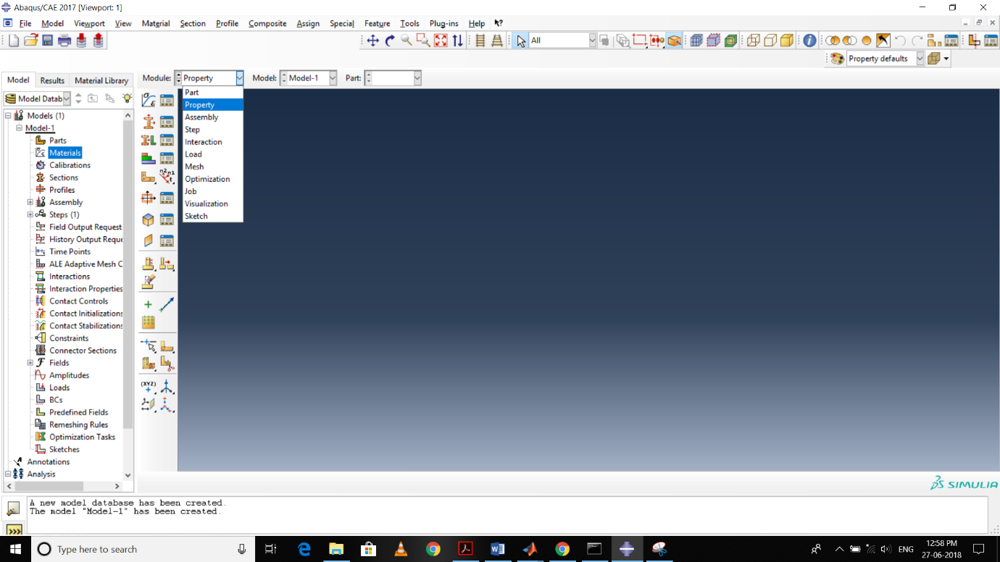 Abaqus/CAE 2017 [Viewport: 1]
File Model Viewport View Material Section Profile Composite Assign Special Feature Tools Plug-ins Help
All
Property defaults
Model Results Material Library
Module: Property Model: Model-1 Part:
Model Datab
Part
Property
Assembly
Step
Interaction
Load
Mesh
Optimization
Job
Visualization
Sketch
Models (1)
Model-1
Parts
Materials
Calibrations
Sections
Profiles
Assembly
Steps (1)
Field Output Request
History Output Reque
Time Points
ALE Adaptive Mesh C
Interactions
Interaction Properties
Contact Controls
Contact Initializations
Contact Stabilizations
Constraints
Connector Sections
Fields
Amplitudes
Loads
BCs
Predefined Fields
Remeshing Rules
Optimization Tasks
Sketches
Annotations
Analysis
σ
ε
n2 n1
t
(XYZ)
SIMULIA
A new model database has been created.
The model "Model-1" has been created.
>>>
Type here to search
ENG
12:58 PM
27-06-2018